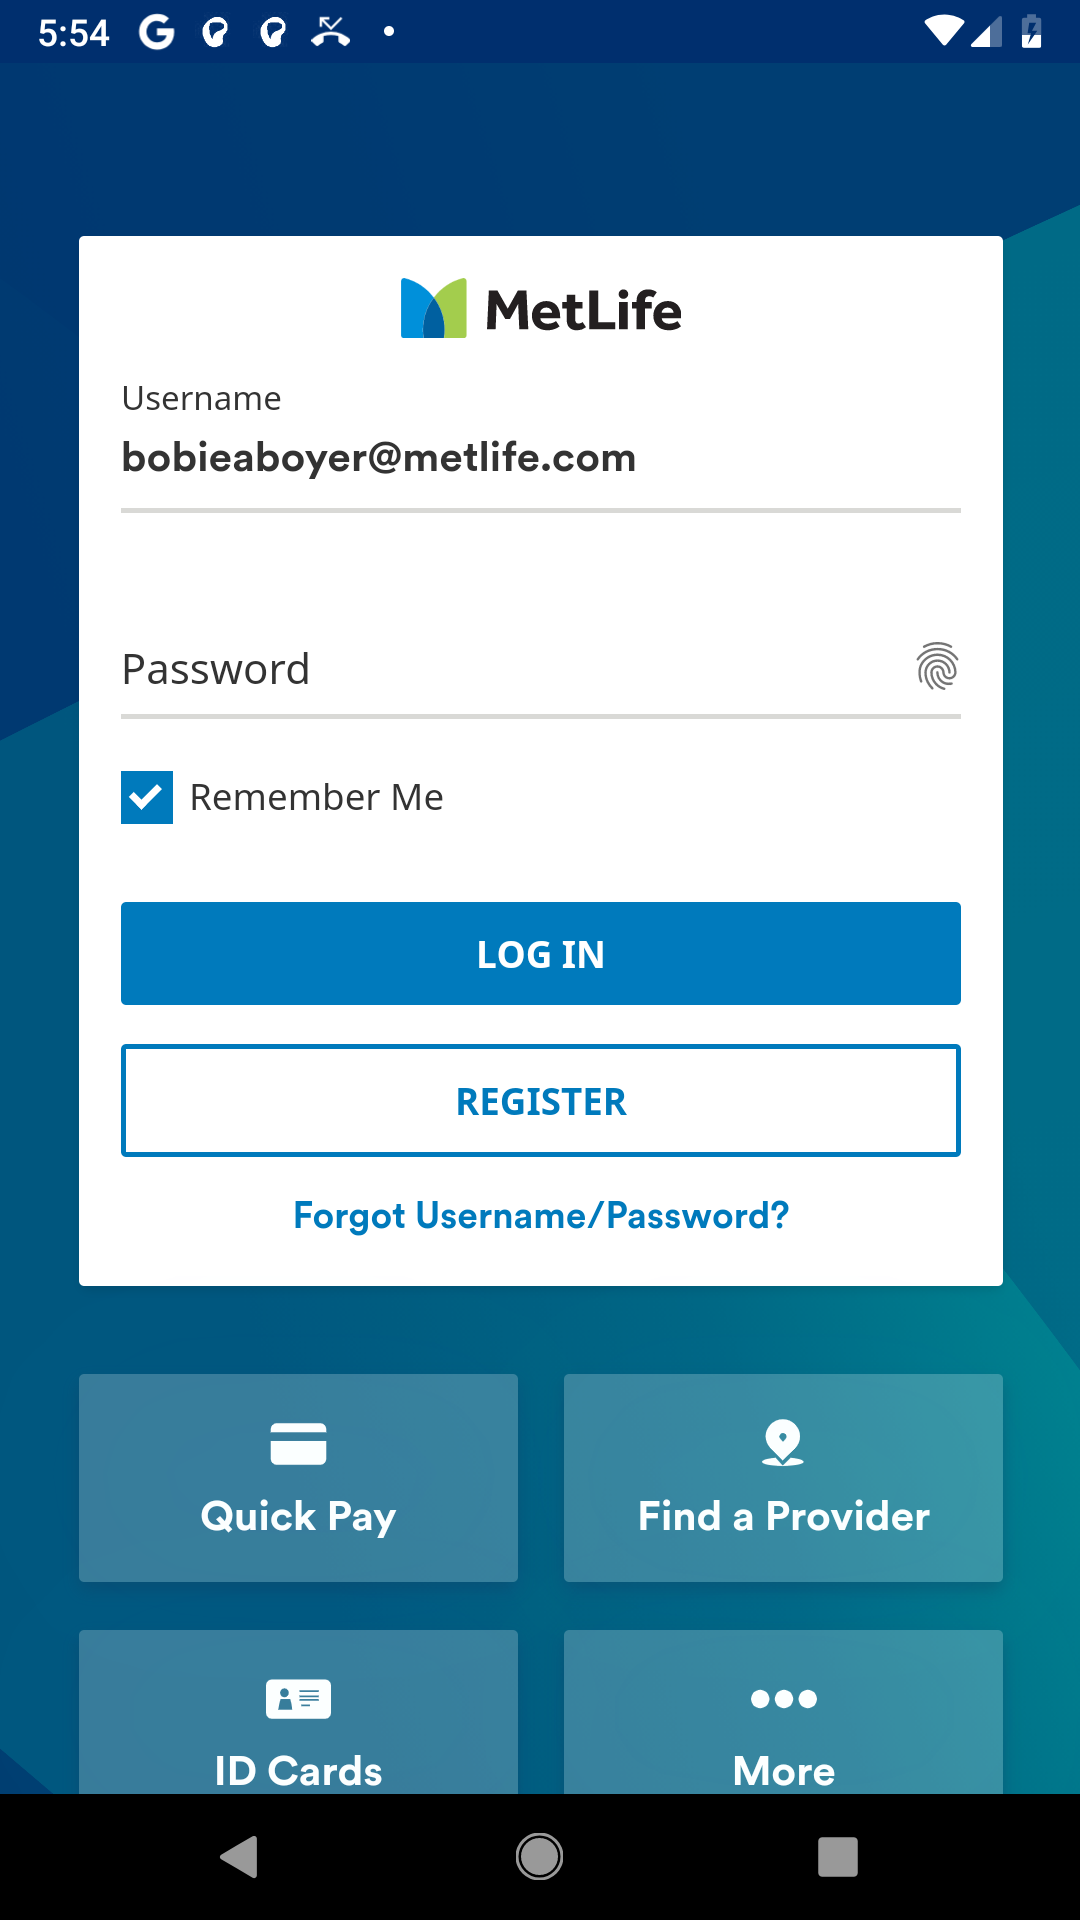 5:54
MetLife
Username
bobieaboyer@metlife.com
Password
Remember Me
LOG IN
REGISTER
Forgot Username/Password?
Quick Pay
Find a Provider
ID Cards
More